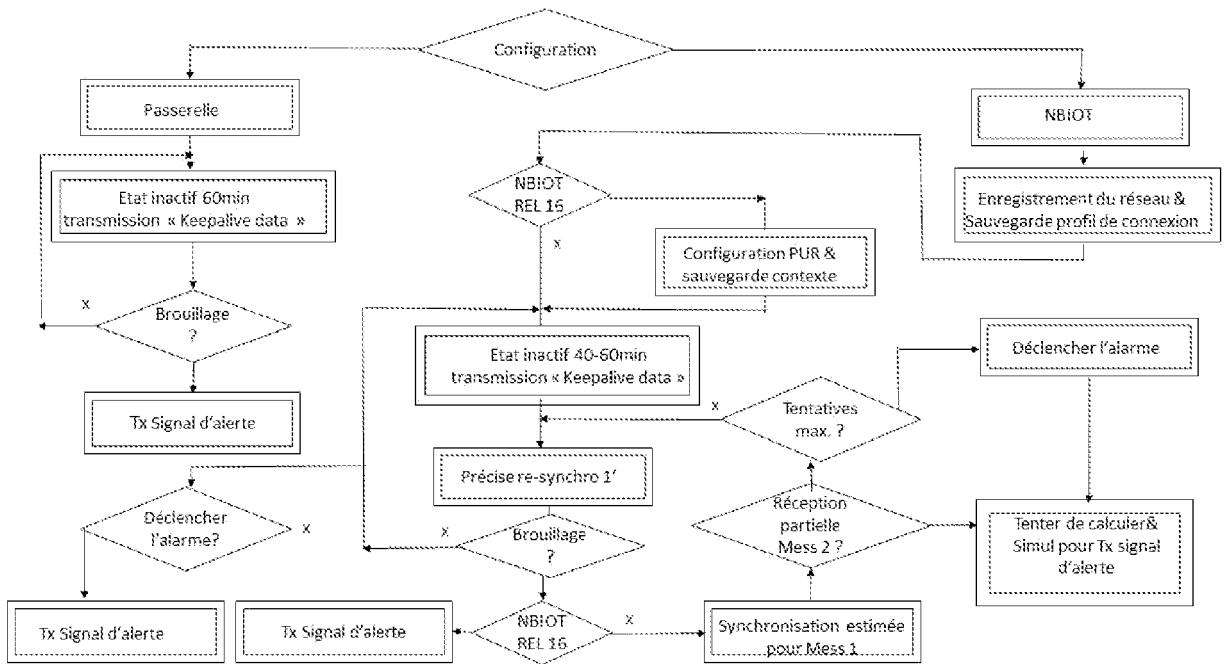 Configuration
Passerelle
NBIOT
Etat inactif 60min
transmission « Keepalive data »
NBIOT
REL 16
Enregistrement du réseau &
Sauvegarde profil de connexion
x
Configuration PUR &
sauvegarde contexte
x
Brouillage
?
Etat inactif 40-60min
transmission « Keepalive data »
Déclencher l'alarme
Tx Signal d'alerte
x
Tentatives
max. ?
Précise re-synchro 1'
Déclencher
l'alarme?
x
x
Brouillage
?
Réception
partielle
Mess 2 ?
Tenter de calculer&
Simul pour Tx signal
d'alerte
Tx Signal d'alerte
Tx Signal d'alerte
NBIOT
REL 16
x
Synchronisation estimée
pour Mess 1